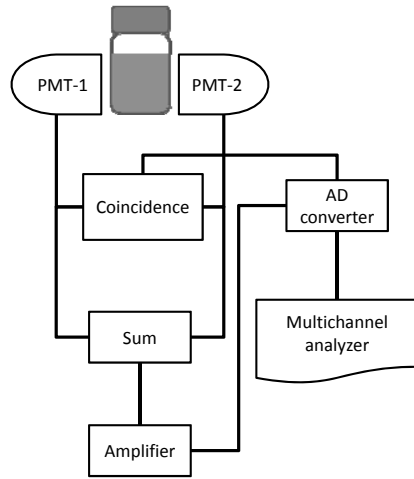 PMT-1
PMT-2
Coincidence
AD
converter
Sum
Multichannel
analyzer
Amplifier